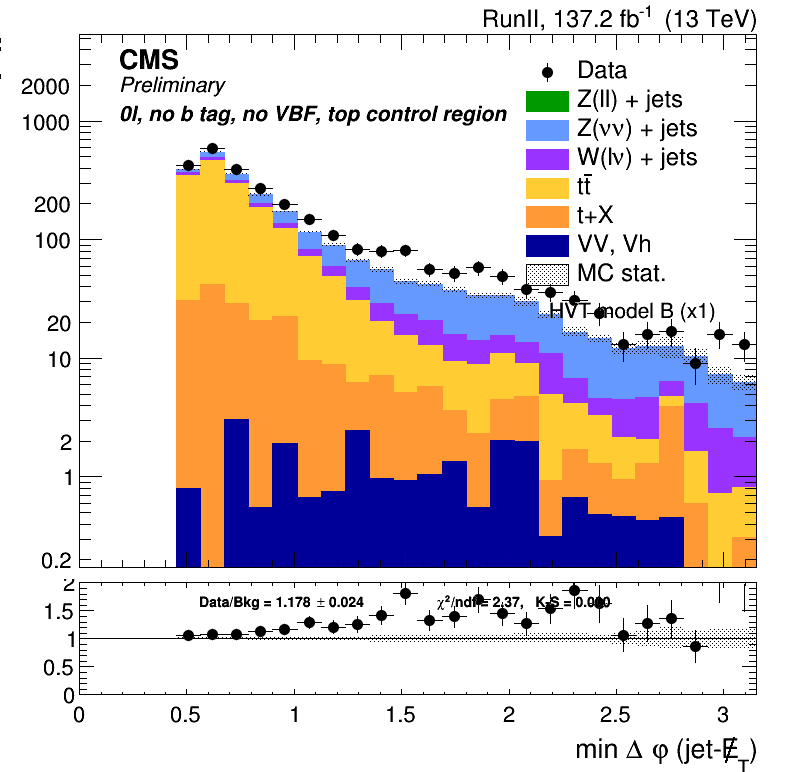 RunII, 137.2 fb⁻¹ (13 TeV)
CMS
Preliminary
0l, no b tag, no VBF, top control region
Data
Z(ll) + jets
Z(νν) + jets
W(lν) + jets
tt̄
t+X
VV, Vh
MC stat.
HVT model B (x1)
2000
1000
200
100
20
10
2
1
0.2
Data/Bkg = 1.178 ± 0.024 χ²/ndf = 2.37, K-S = 0.000
2
1.5
1
0.5
0
0 0.5 1 1.5 2 2.5 3
min Δ φ (jet-E̸_T)